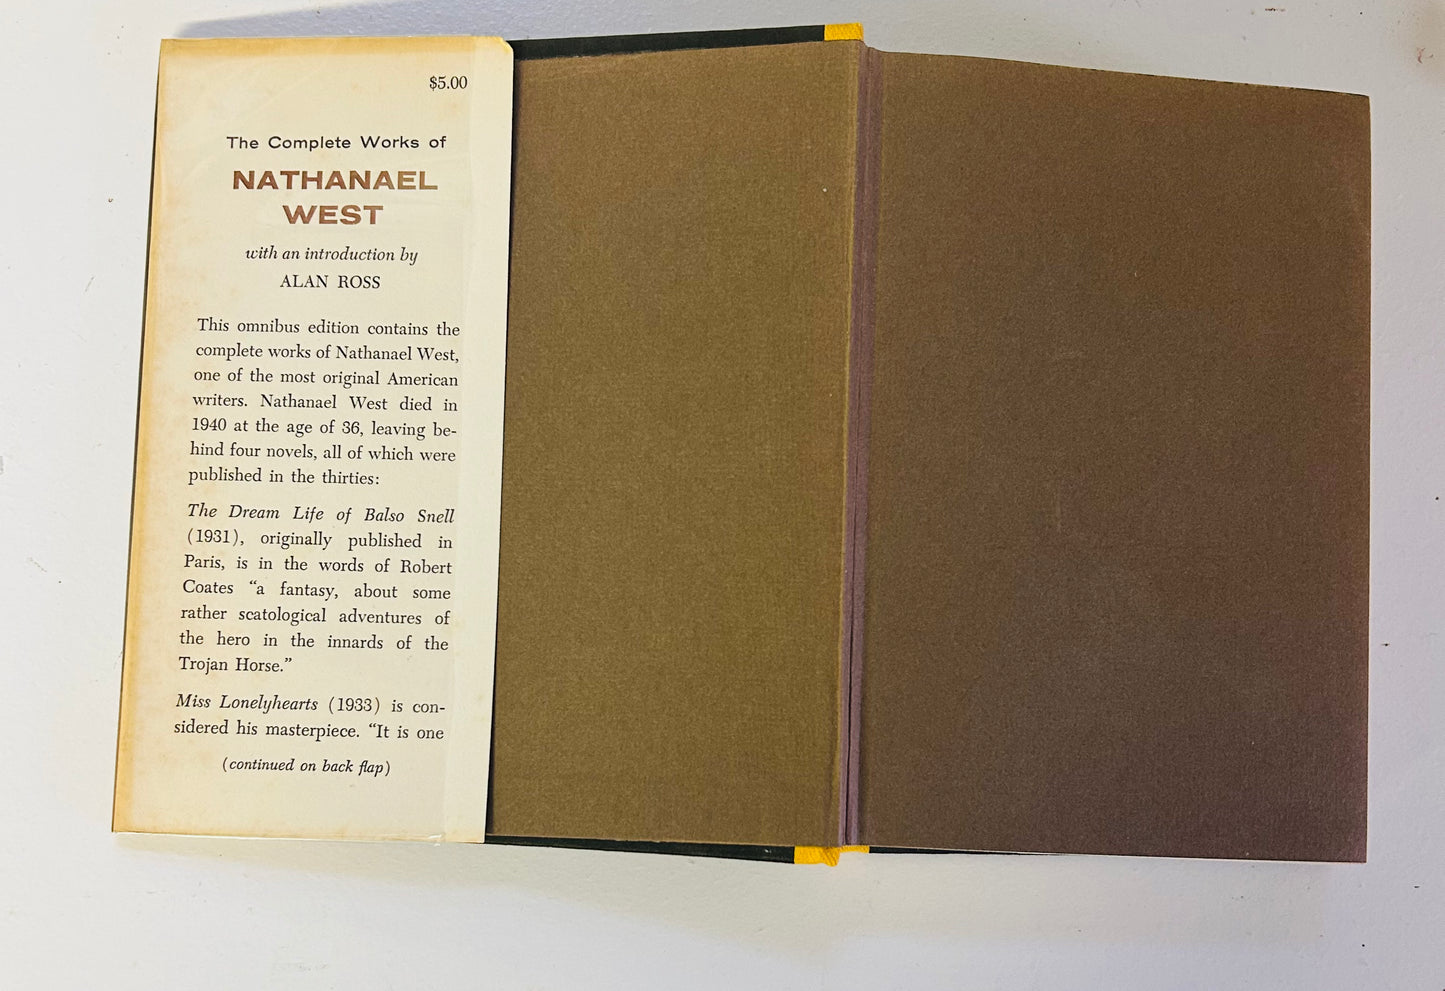 $5.00
The Complete Works of
NATHANAEL
WEST
with an introduction by
ALAN ROSS
This omnibus edition contains the
complete works of Nathanael West,
one of the most original American
writers. Nathanael West died in
1940 at the age of 36, leaving be-
hind four novels, all of which were
published in the thirties:
The Dream Life of Balso Snell
(1931), originally published in
Paris, is in the words of Robert
Coates “a fantasy, about some
rather scatological adventures of
the hero in the innards of the
Trojan Horse.”
Miss Lonelyhearts (1933) is con-
sidered his masterpiece. “It is one
(continued on back flap)